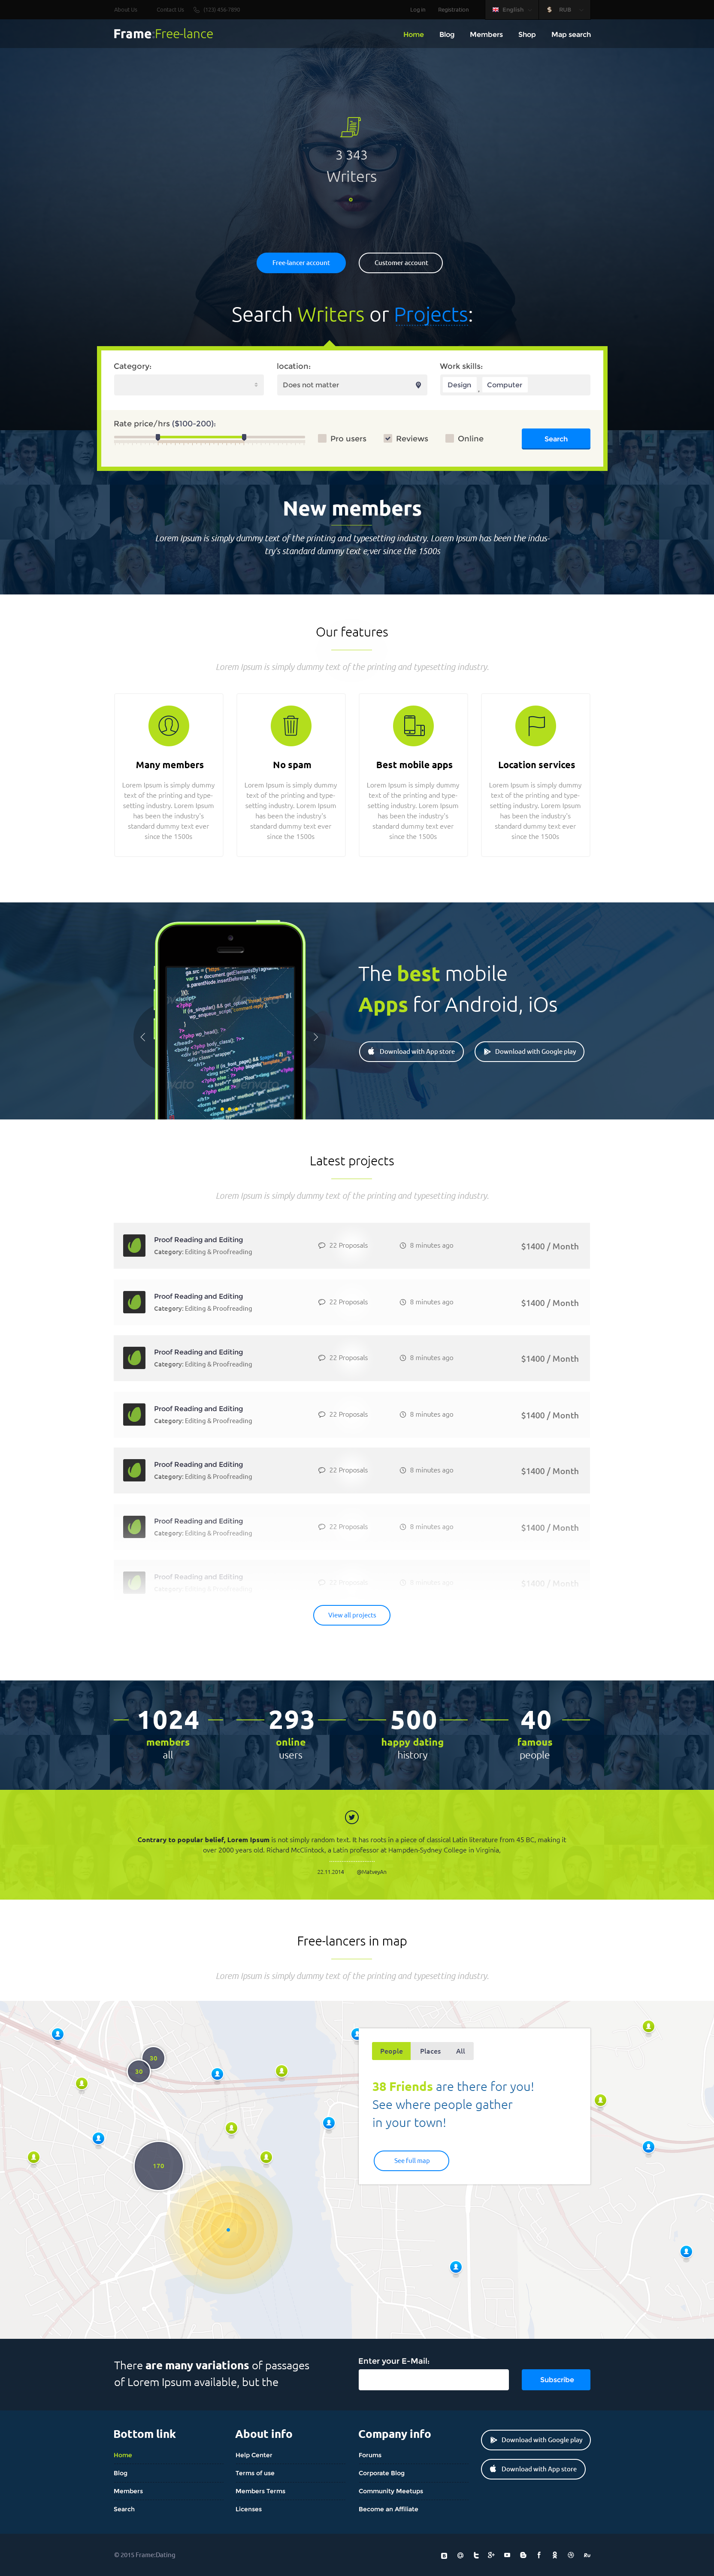 About Us Contact Us (123) 456-7890 Log in Registration English $ RUB
Frame:Free-lance Home Blog Members Shop Map search
3 343
Writers
Free-lancer account Customer account
Search Writers or Projects:
Category: location: Work skills:
Does not matter Design , Computer
Rate price/hrs ($100-200):
Pro users Reviews Online Search
New members
Lorem Ipsum is simply dummy text of the printing and typesetting industry. Lorem Ipsum has been the indus-
try's standard dummy text e;ver since the 1500s
Our features
Lorem Ipsum is simply dummy text of the printing and typesetting industry.
Many members No spam Best mobile apps Location services
Lorem Ipsum is simply dummy Lorem Ipsum is simply dummy Lorem Ipsum is simply dummy Lorem Ipsum is simply dummy
text of the printing and type- text of the printing and type- text of the printing and type- text of the printing and type-
setting industry. Lorem Ipsum setting industry. Lorem Ipsum setting industry. Lorem Ipsum setting industry. Lorem Ipsum
has been the industry's has been the industry's has been the industry's has been the industry's
standard dummy text ever standard dummy text ever standard dummy text ever standard dummy text ever
since the 1500s since the 1500s since the 1500s since the 1500s
The best mobile
Apps for Android, iOs
Download with App store Download with Google play
Latest projects
Lorem Ipsum is simply dummy text of the printing and typesetting industry.
Proof Reading and Editing 22 Proposals 8 minutes ago $1400 / Month
Category: Editing & Proofreading
Proof Reading and Editing 22 Proposals 8 minutes ago $1400 / Month
Category: Editing & Proofreading
Proof Reading and Editing 22 Proposals 8 minutes ago $1400 / Month
Category: Editing & Proofreading
Proof Reading and Editing 22 Proposals 8 minutes ago $1400 / Month
Category: Editing & Proofreading
Proof Reading and Editing 22 Proposals 8 minutes ago $1400 / Month
Category: Editing & Proofreading
Proof Reading and Editing 22 Proposals 8 minutes ago $1400 / Month
Category: Editing & Proofreading
Proof Reading and Editing 22 Proposals 8 minutes ago $1400 / Month
Category: Editing & Proofreading
View all projects
1024 293 500 40
members online happy dating famous
all users history people
Contrary to popular belief, Lorem Ipsum is not simply random text. It has roots in a piece of classical Latin literature from 45 BC, making it
over 2000 years old. Richard McClintock, a Latin professor at Hampden-Sydney College in Virginia,
22.11.2014 @MatveyAn
Free-lancers in map
Lorem Ipsum is simply dummy text of the printing and typesetting industry.
30
30
170
People Places All
38 Friends are there for you!
See where people gather
in your town!
See full map
There are many variations of passages
of Lorem Ipsum available, but the
Enter your E-Mail:
Subscribe
Bottom link About info Company info
Download with Google play
Home Help Center Forums
Blog Terms of use Corporate Blog
Download with App store
Members Members Terms Community Meetups
Search Licenses Become an Affiliate
© 2015 Frame:Dating